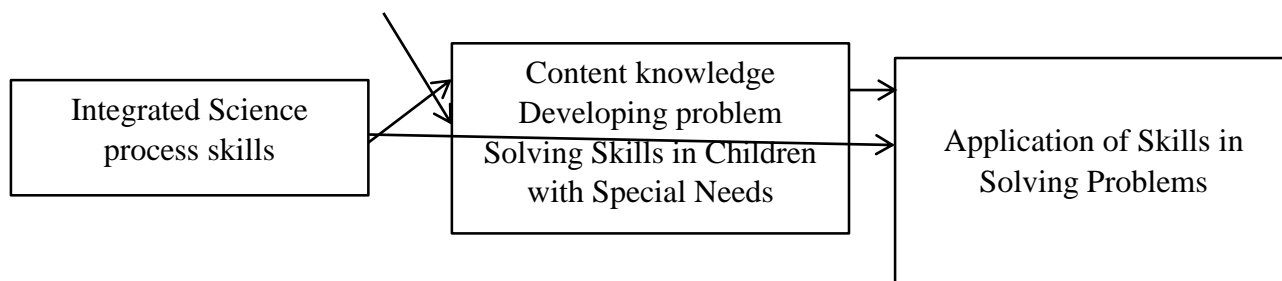 Integrated Science
process skills
Content knowledge
Developing problem
Solving Skills in Children
with Special Needs
Application of Skills in
Solving Problems